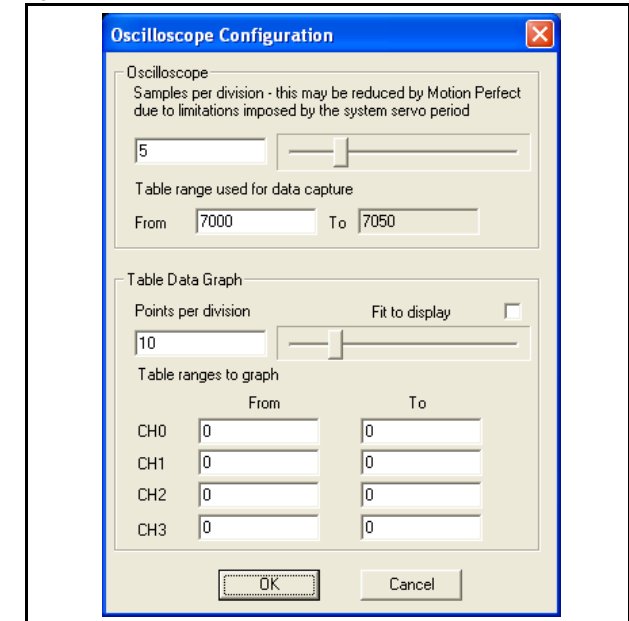 Oscilloscope Configuration
Oscilloscope
Samples per division - this may be reduced by Motion Perfect
due to limitations imposed by the system servo period
5
Table range used for data capture
From 7000 To 7050
Table Data Graph
Points per division Fit to display
10
Table ranges to graph
From To
CH0 0 0
CH1 0 0
CH2 0 0
CH3 0 0
OK Cancel